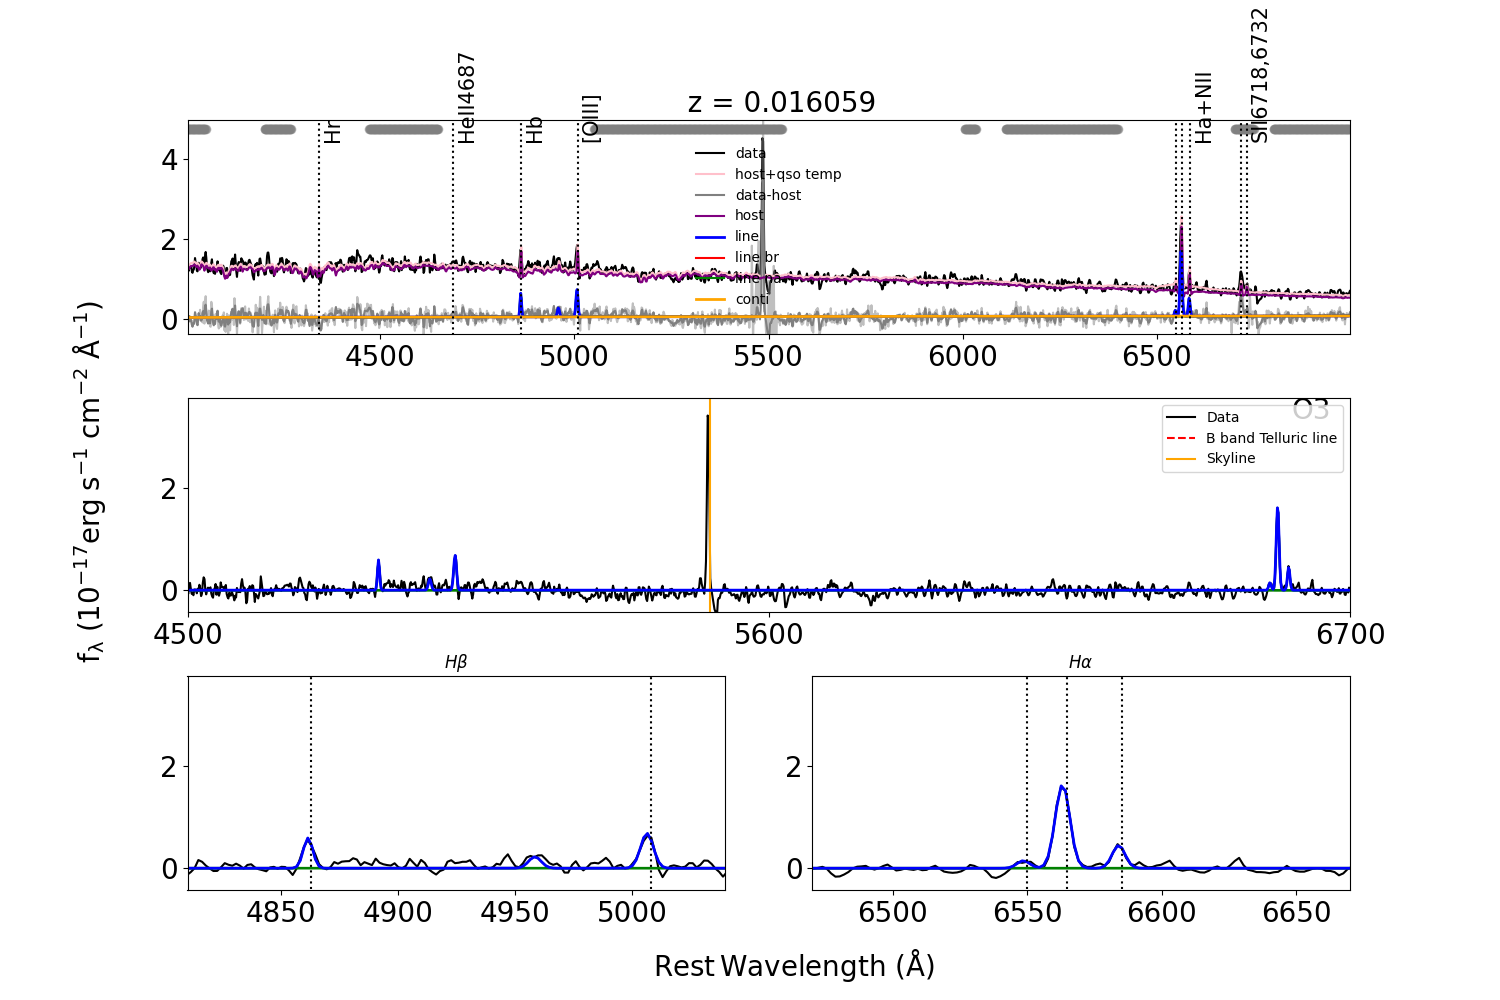 z = 0.016059
Hr
HeII4687
Hb
[OIII]
Ha+NII
SII6718,6732
data
host+qso temp
data-host
host
line
line br
line na
conti
4
2
0
4500 5000 5500 6000 6500
fλ (10−17erg s−1 cm−2 Å−1)
O3
Data
B band Telluric line
Skyline
2
0
4500 5600 6700
Hβ
2
0
4850 4900 4950 5000
Hα
2
0
6500 6550 6600 6650
Rest Wavelength (Å)